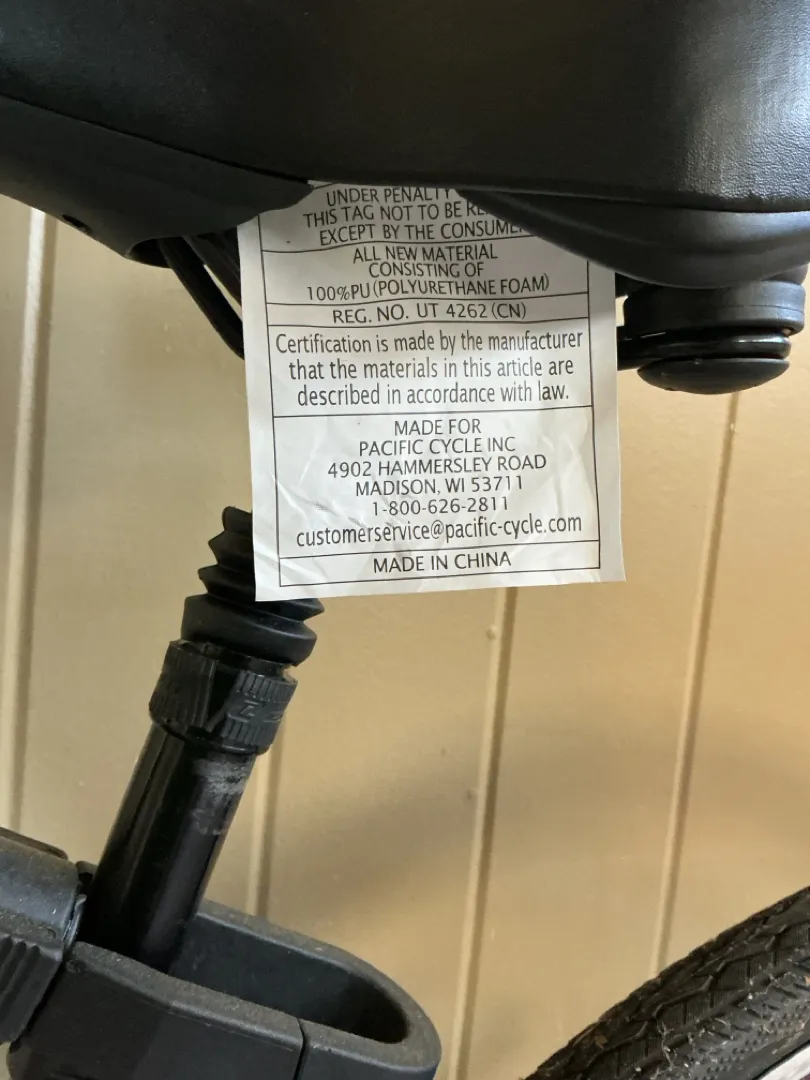 UNDER PENALTY
THIS TAG NOT TO BE
EXCEPT BY THE
ALL NEW MATERIAL
CONSISTING OF
100%PU (POLYURETHANE FOAM)
REG. NO. UT 4262 (CN)
Certification is made by the manufacturer
that the materials in this article are
described in accordance with law.
MADE FOR
PACIFIC CYCLE INC
4902 HAMMERSLEY ROAD
MADISON, WI 53711
1-800-626-2811
customerservice@pacific-cycle.com
MADE IN CHINA